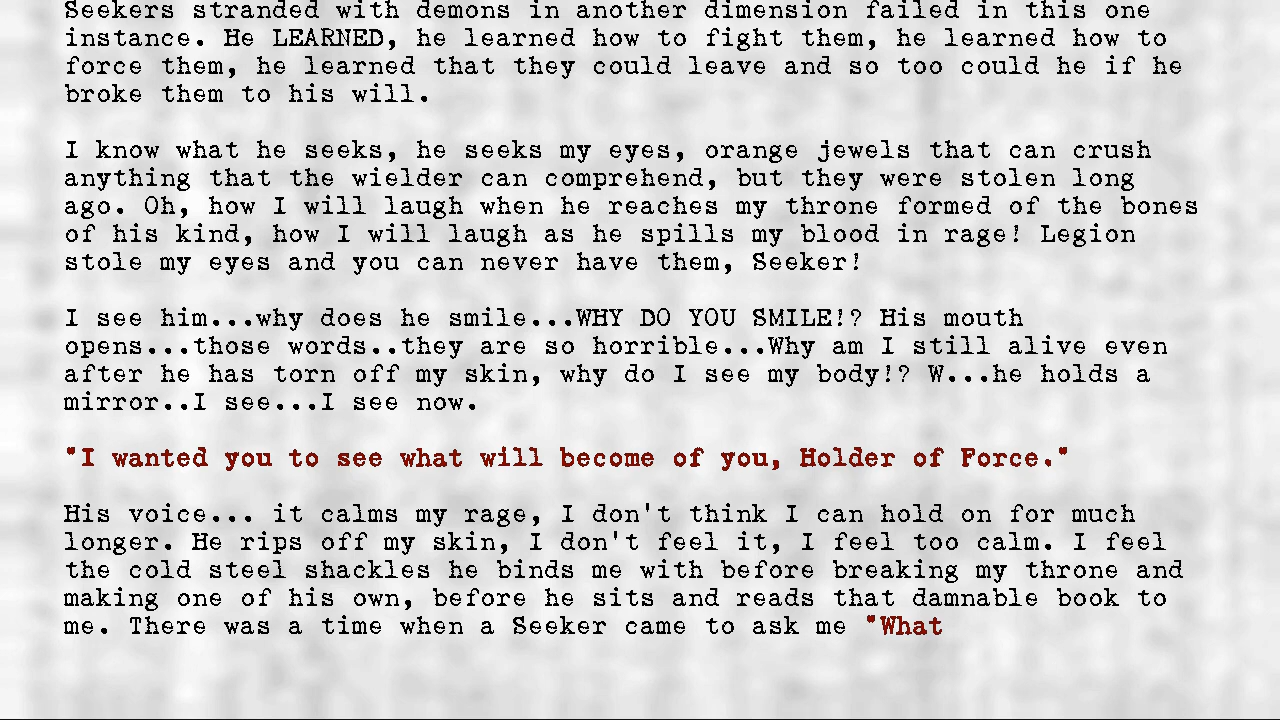 Seekers stranded with demons in another dimension failed in this one
instance. He LEARNED, he learned how to fight them, he learned how to
force them, he learned that they could leave and so too could he if he
broke them to his will.
I know what he seeks, he seeks my eyes, orange jewels that can crush
anything that the wielder can comprehend, but they were stolen long
ago. Oh, how I will laugh when he reaches my throne formed of the bones
of his kind, how I will laugh as he spills my blood in rage! Legion
stole my eyes and you can never have them, Seeker!
I see him...why does he smile...WHY DO YOU SMILE!? His mouth
opens...those words..they are so horrible...Why am I still alive even
after he has torn off my skin, why do I see my body!? W...he holds a
mirror..I see...I see now.
"I wanted you to see what will become of you, Holder of Force."
His voice... it calms my rage, I don't think I can hold on for much
longer. He rips off my skin, I don't feel it, I feel too calm. I feel
the cold steel shackles he binds me with before breaking my throne and
making one of his own, before he sits and reads that damnable book to
me. There was a time when a Seeker came to ask me "What